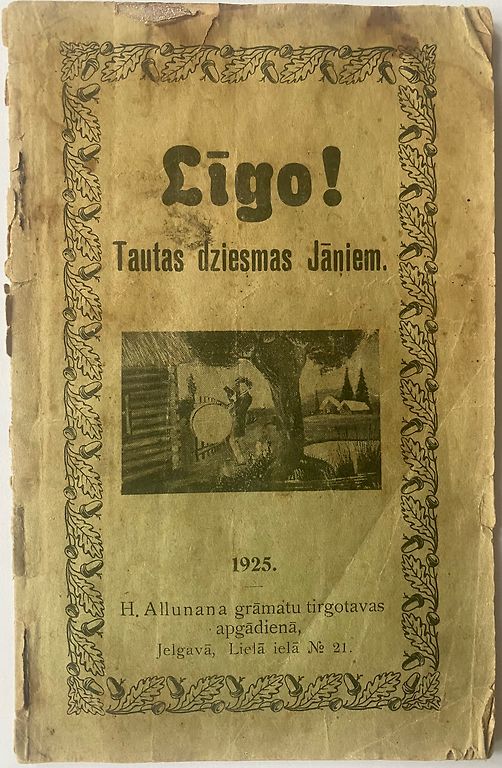 Līgo!
Tautas dziesmas Jāņiem.
1925.
H. Allunana grāmatu tirgotavas
apgādienā,
Jelgavā, Lielā ielā № 21.